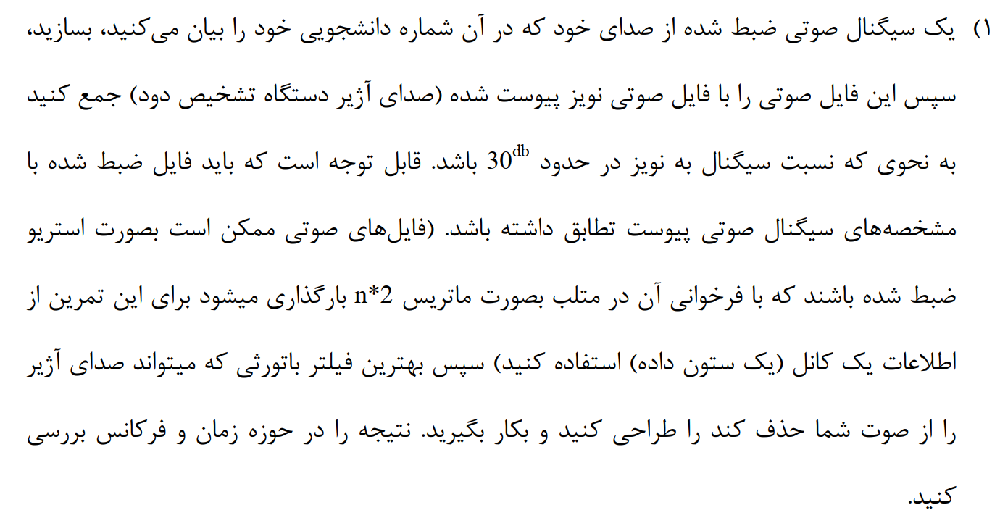 ۱) یک سیگنال صوتی ضبط شده از صدای خود که در آن شماره دانشجویی خود را بیان می‌کنید، بسازید،
سپس این فایل صوتی را با فایل صوتی نویز پیوست شده (صدای آژیر دستگاه تشخیص دود) جمع کنید
به نحوی که نسبت سیگنال به نویز در حدود 30db باشد. قابل توجه است که باید فایل ضبط شده با
مشخصه‌های سیگنال صوتی پیوست تطابق داشته باشد. (فایل‌های صوتی ممکن است بصورت استریو
ضبط شده باشند که با فرخوانی آن در متلب بصورت ماتریس n*2 بارگذاری میشود برای این تمرین از
اطلاعات یک کانل (یک ستون داده) استفاده کنید) سپس بهترین فیلتر باتورثی که میتواند صدای آژیر
را از صوت شما حذف کند را طراحی کنید و بکار بگیرید. نتیجه را در حوزه زمان و فرکانس بررسی
کنید.